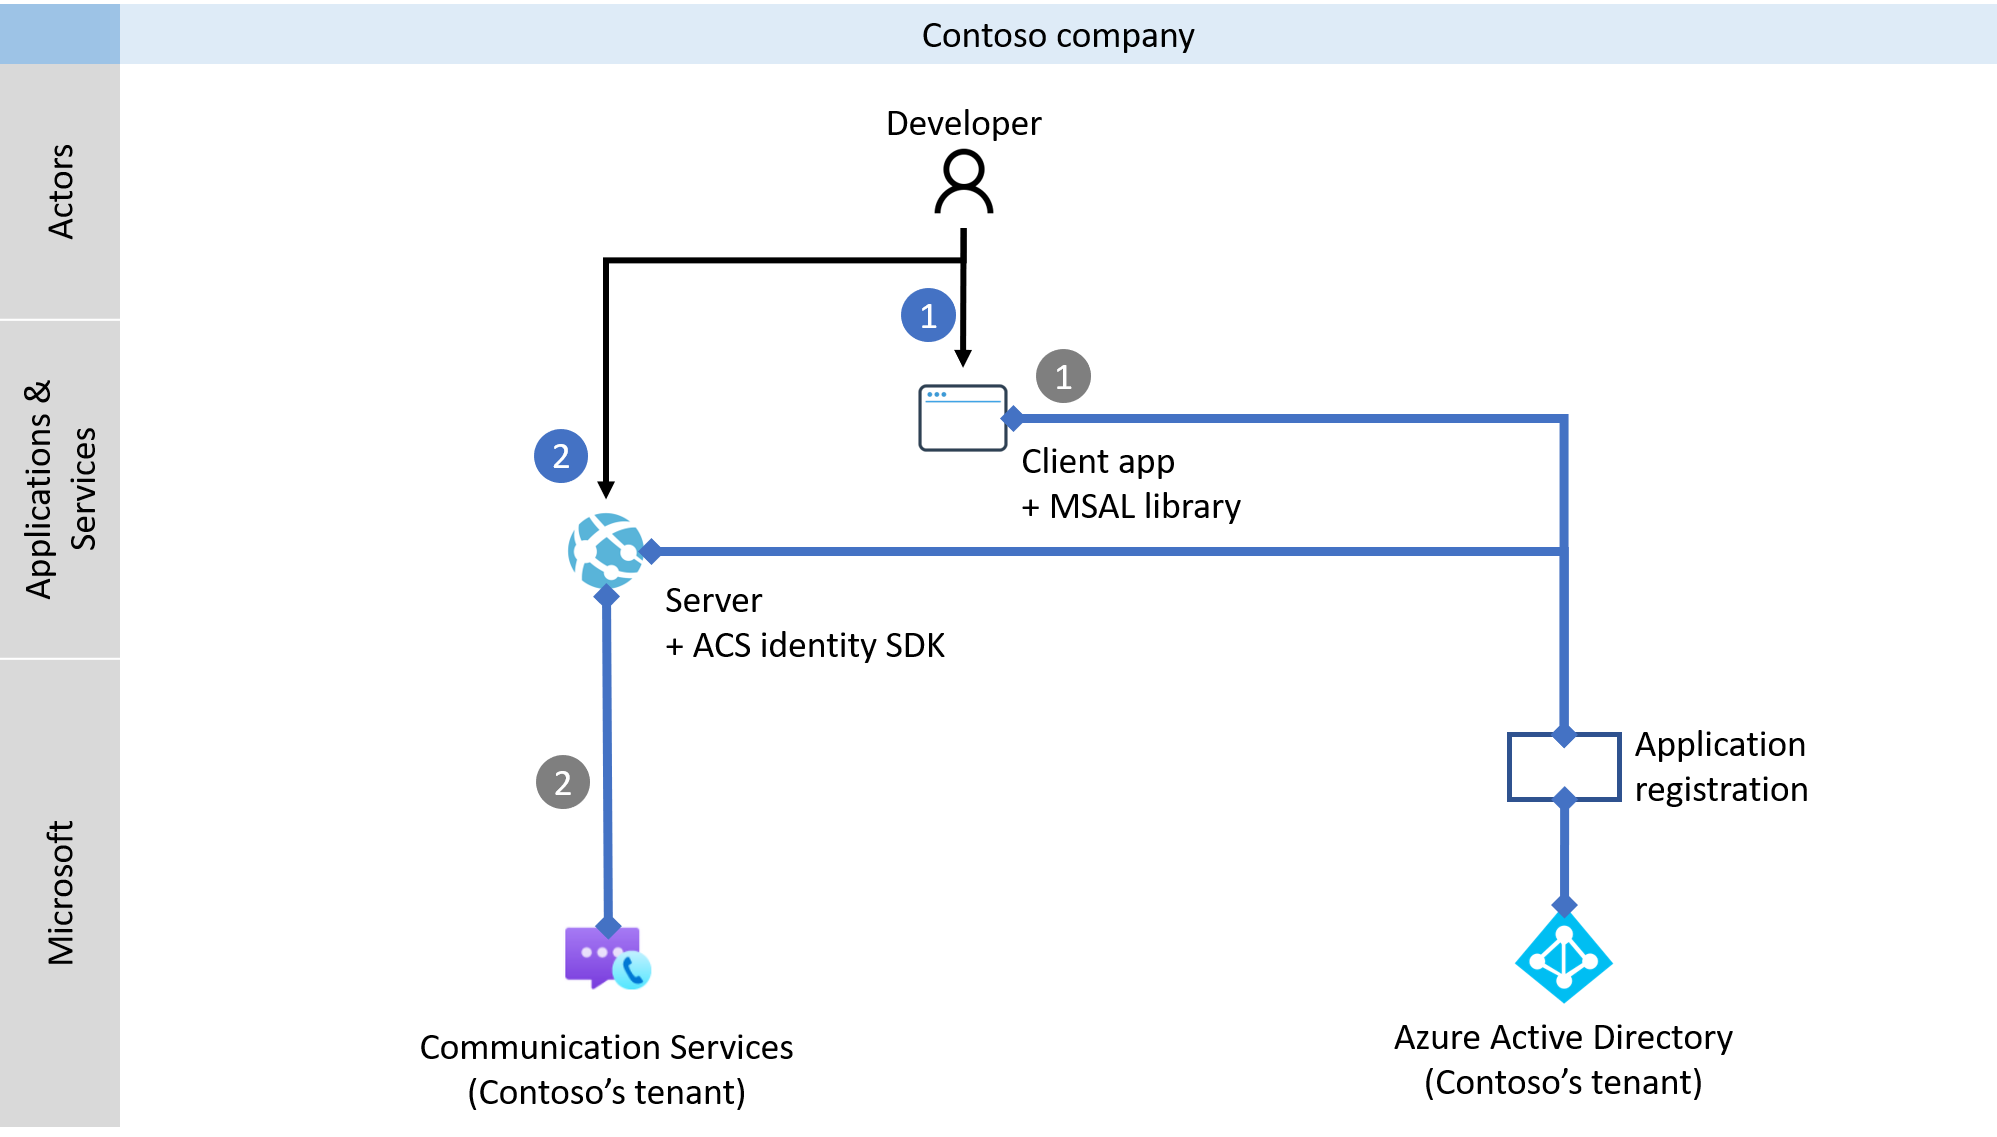 Contoso company
Actors
Developer
1
Applications &
Services
1
Client app
+ MSAL library
2
Server
+ ACS identity SDK
Microsoft
2
Application
registration
Communication Services
(Contoso’s tenant)
Azure Active Directory
(Contoso’s tenant)